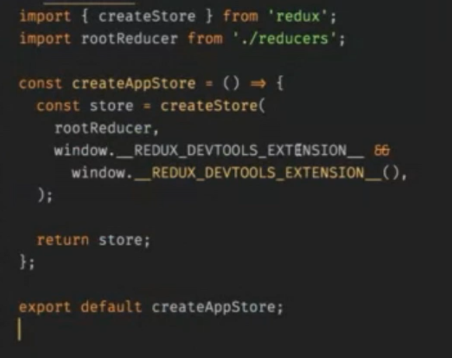 import { createStore } from 'redux';
import rootReducer from './reducers';
const createAppStore = () => {
const store = createStore(
rootReducer,
window.__REDUX_DEVTOOLS_EXTENSION__ &&
window.__REDUX_DEVTOOLS_EXTENSION__(),
);
return store;
};
export default createAppStore;